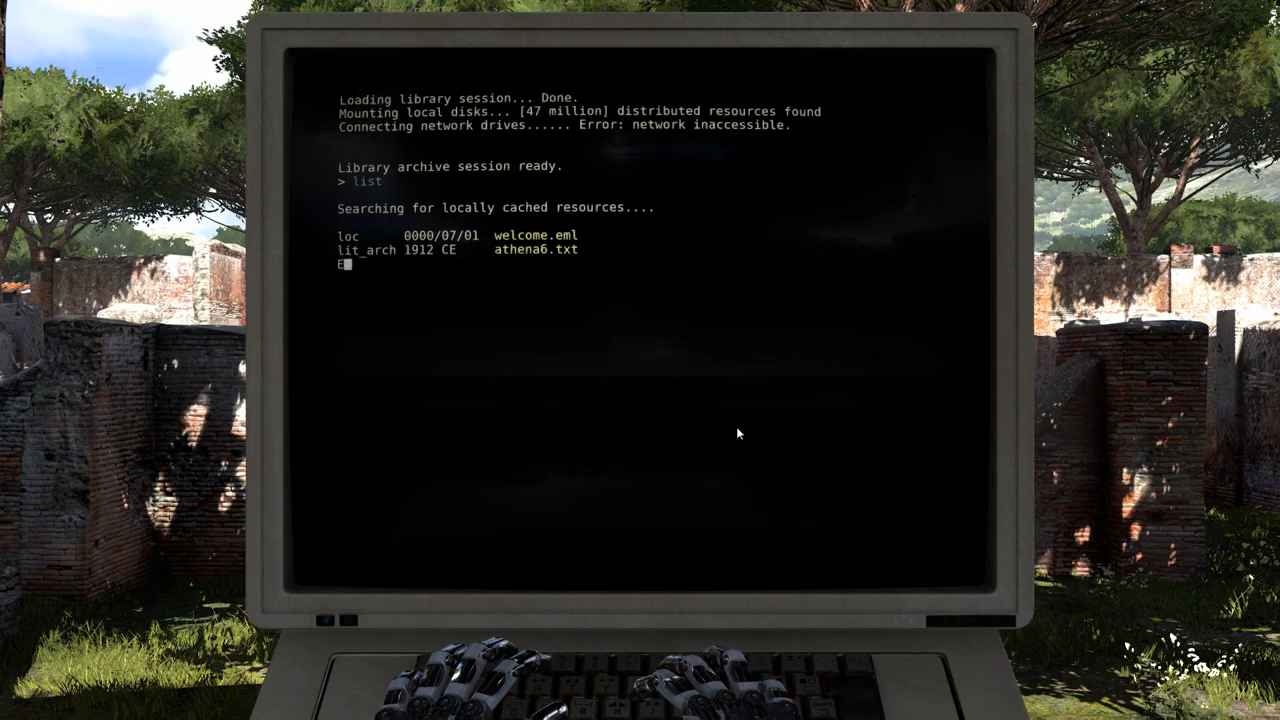 Loading library session... Done.
Mounting local disks... [47 million] distributed resources found
Connecting network drives...... Error: network inaccessible.
Library archive session ready.
> list
Searching for locally cached resources....
loc 0000/07/01 welcome.eml
lit_arch 1912 CE athena6.txt
E